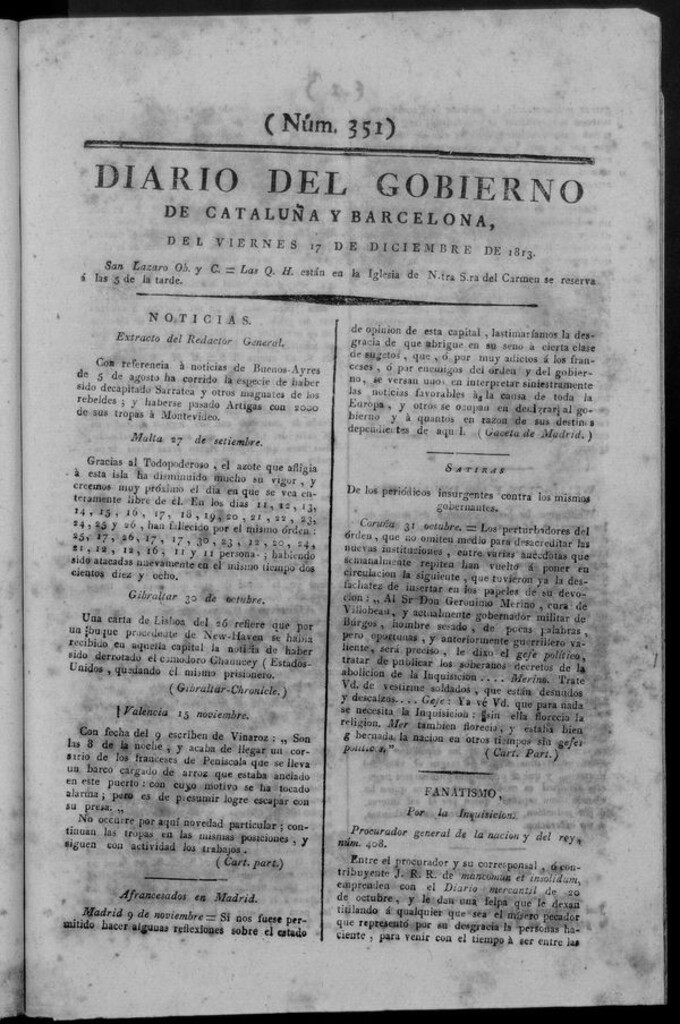 (Núm. 351)
DIARIO DEL GOBIERNO
DE CATALUÑA Y BARCELONA,
DEL VIERNES 17 DE DICIEMBRE DE 1813.
San Lazaro Ob. y C. = Las Q. H. están en la Iglesia de N.tra S.ra del Carmen se reserva
á las 5 de la tarde.
NOTICIAS.
Extracto del Redactor General.
Con referencia à noticias de Buenos-Ayres
de 5 de agosto ha corrido la especie de haber
sido decapitado Sarratea y otros magnates de los
rebeldes; y haberse pasado Artigas con 2000
de sus tropas à Montevideo.
Malta 27 de setiembre.
Gracias al Todopoderoso, el azote que afligia
à esta isla ha disminuido mucho su vigor, y
creemos muy próximo el dia en que se vea en-
teramente libre de él. En los dias 11, 12, 13,
14, 15, 16, 17, 18, 19, 20, 21, 22, 23,
24, 25 y 26, han fallecido por el mismo órden:
25, 17, 26, 17, 17, 30, 23, 12, 20, 24,
21, 12, 12, 16, 11 y 11 persona ; habiendo
sido atacadas nuevamente en el mismo tiempo dos
cientos diez y ocho.
Gibraltar 30 de octubre.
Una carta de Lisboa del 26 refiere que por
un buque procedente de New-Haven se habia
recibido en aquella capital la noticia de haber
sido derrotado el comodoro Chauncey (Estados-
Unidos, quedando él mismo prisionero.
(Gibraltar-Chronicle.)
Valencia 15 noviembre.
Con fecha del 9 escriben de Vinaroz: „ Son
las 8 de la noche, y acaba de llegar un cor-
sario de los franceses de Peniscola que se lleva
un barco cargado de arroz que estaba anclado
en este puerto: con cuyo motivo se ha tocado
alarma; pero es de presumir logre escapar con
su presa. „
No occurre por aquí novedad particular; con-
tinuan las tropas en las mismas posiciones, y
siguen con actividad los trabajos.
(Cart. part.)
Afrancesados en Madrid.
Madrid 9 de noviembre = Si nos fuese per-
mitido hacer algunas reflexiones sobre el estado
de opinion de esta capital, lastimaríamos la des-
gracia de que abrigue en su seno à cierta clase
de sugetos, que, ó por muy adictos á los fran-
ceses, ó por enemigos del órden y del gobier-
no, se versan unos en interpretar siniestramente
las noticias favorables à la causa de toda la
Europa, y otros se ocupan en al go-
bierno y à quantos en razon de sus destinos
dependientes de aquel. (Gaceta de Madrid.)
SATIRAS
De los periódicos insurgentes contra los mismos
gobernantes.
Coruña 31 octubre. = Los perturbadores del
órden, que no omiten medio para desacreditar las
nuevas instituciones, entre varias anécdotas que
semanalmente repiten han vuelto á poner en
circulacion la siguiente, que tuvieron ya la des-
fachatez de insertar en los papeles de su devo-
cion: „ Al Sr Don Geronimo Merino, cura de
Villobeau, y actualmente gobernador militar de
Burgos, hombre sesudo, de pocas palabras,
pero oportunas, y anteriormente guerrillero va-
liente, será preciso, le dixo el gefe político,
tratar de publicar los soberanos decretos de la
abolicion de la Inquisicion .... Merino. Trate
Vd. de vestirme soldados, que están desnudos
y descalzos.... Gefe: Ya vé Vd. que para nada
se necesita la Inquisicion: sin ella florecia la
religion. Mer tambien florecia, y estaba bien
g bernada la nacion en otros tiempos sin gefes
politicos."
(Cart. Part.)
FANATISMO,
Por la Inquisicion.
Procurador general de la nacion y del rey,
núm. 408.
Entre el procurador y su corresponsal, ó con-
tribuyente J. R. R. de mancomun et insolidum,
emprenden con el Diario mercantil de 20
de octubre, y le dan una felpa que le dexan
titilando á qualquier que sea el misero pecador
que representó por su desgracia la personas ha-
ciente, para venir con el tiempo à ser entre las